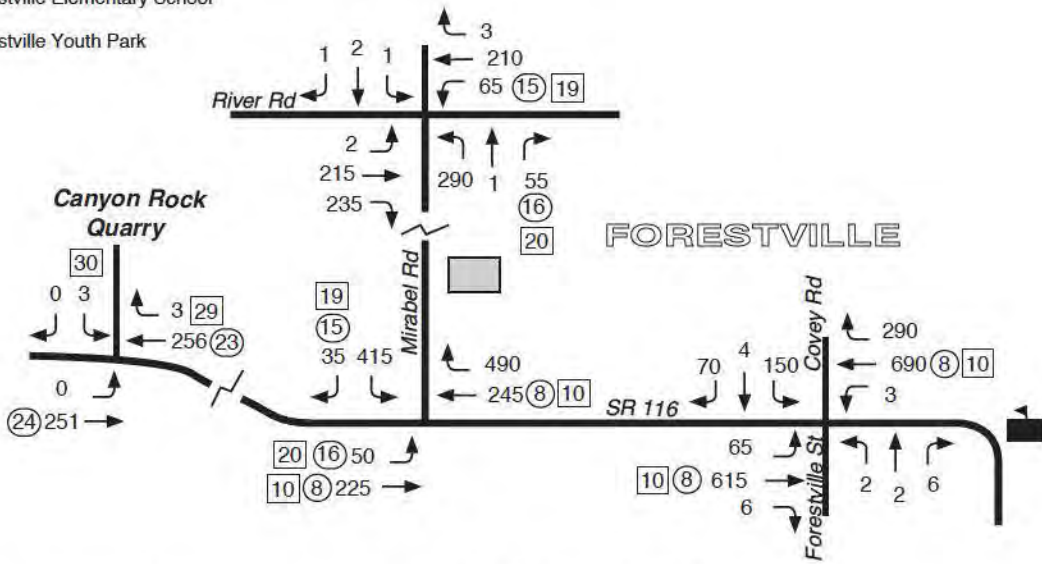 stville Elementary School
stville Youth Park
3
1 2 1
210
65 15 19
River Rd
2
215
290 1 55
235
16
20
Canyon Rock
Quarry
FORESTVILLE
30
Mirabel Rd
19
15
0 3
3 29
256 23
35 415
490
245 8 10
0
24 251
SR 116
70 4 150
Covey Rd
290
690 8 10
3
20 16 50
10 8 225
65
10 8 615
6
Forestville St
2 2 6